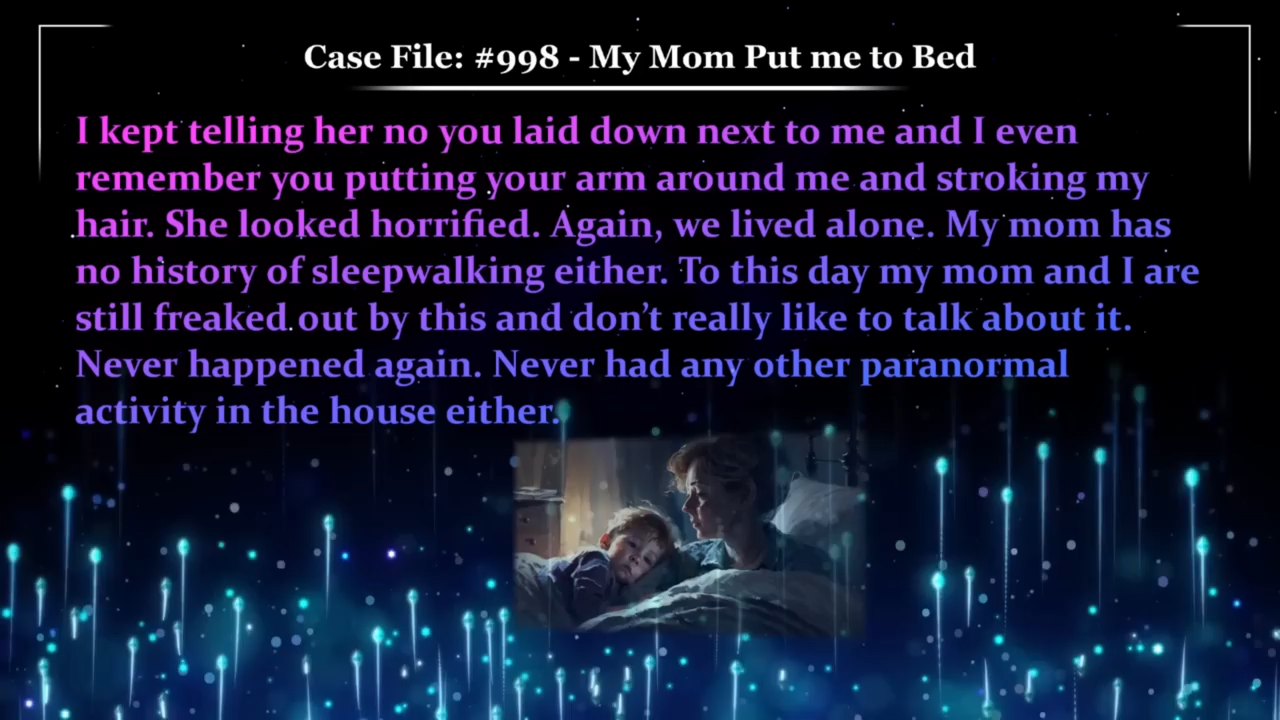 Case File: #998 - My Mom Put me to Bed
I kept telling her no you laid down next to me and I even
remember you putting your arm around me and stroking my
hair. She looked horrified. Again, we lived alone. My mom has
no history of sleepwalking either. To this day my mom and I are
still freaked out by this and don’t really like to talk about it.
Never happened again. Never had any other paranormal
activity in the house either.